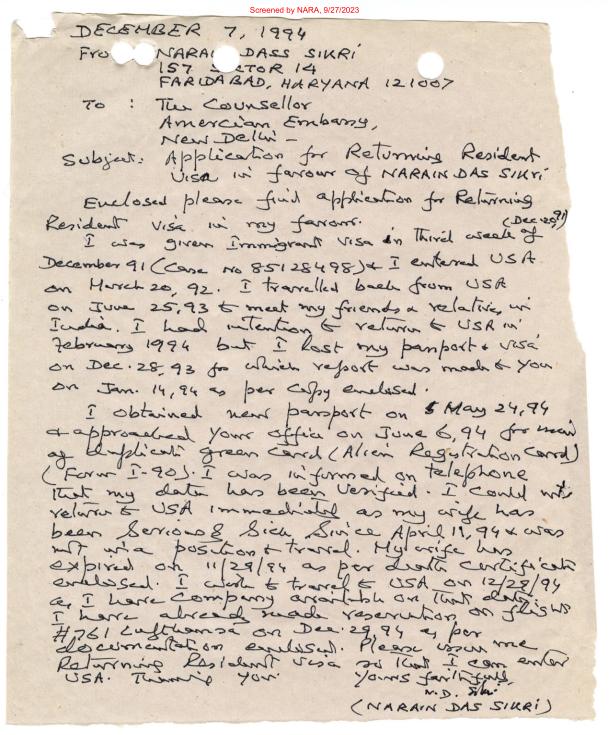 Screened by NARA, 9/27/2023
DECEMBER 7, 1994
Fro NARAI DASS SIKRI
157 S CTOR 14
FARIDABAD, HARYANA 121007
To : The Counsellor
Amercian Embassy,
New Delhi -
Subject: Application for Returning Resident
Visa in favour of NARAIN DAS SIKRI
Enclosed please find application for Returning
Resident visa in my favour. (Dec. 20, 91)
I was given Immigrant visa in third week of
December 91 (Case No 85128498) & I entered USA
on March 20, 92. I travelled back from USA
on June 25, 93 to meet my friends & relatives in
India. I had intention to return to USA in
February 1994 but I lost my passport & visa
on Dec. 28, 93 for which report was made to you
on Jan. 14, 94 as per copy enclosed.
I obtained new passport on May 24, 94
& approached your office on June 6, 94 for
of duplicate green card (Alien Registration Card)
(Form I-90). I was informed on telephone
that my data has been verified. I could not
return to USA immediately as my wife has
been Serious & Sick, Since April 11, 94 & was
not in a position to travel. My wife has
expired on 11/29/94 as per death certificate
enclosed. I wish to travel to USA on 12/29/94
as I have company available on that date.
I have already made reservation on flight
#761 Lufthansa on Dec. 29, 94 as per
documentation enclosed. Please issue me
Returning Resident visa so that I can enter
USA. Thanking you. Yours faithfully,
N.D. Sikri
(NARAIN DAS SIKRI)